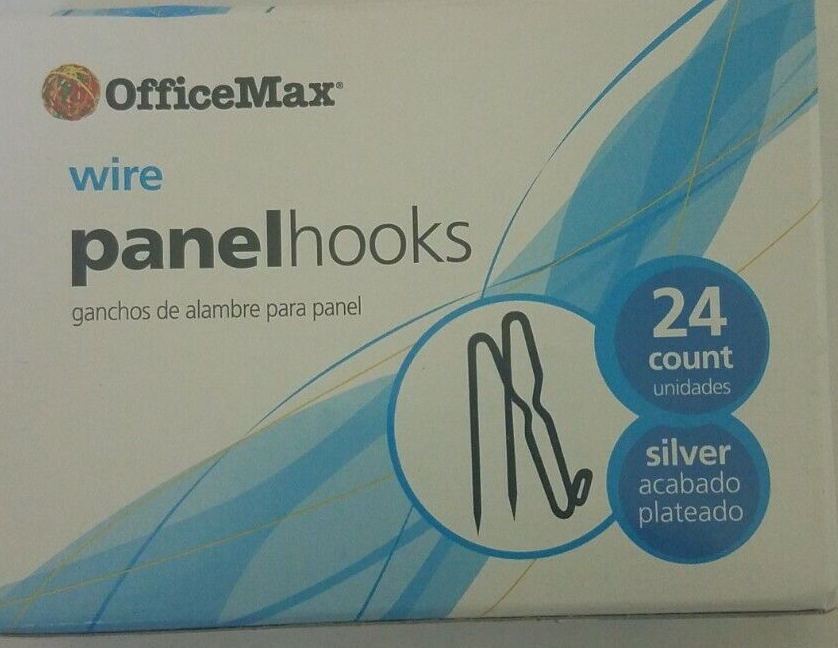 OfficeMax®
wire
panelhooks
ganchos de alambre para panel
24
count
unidades
silver
acabado
plateado